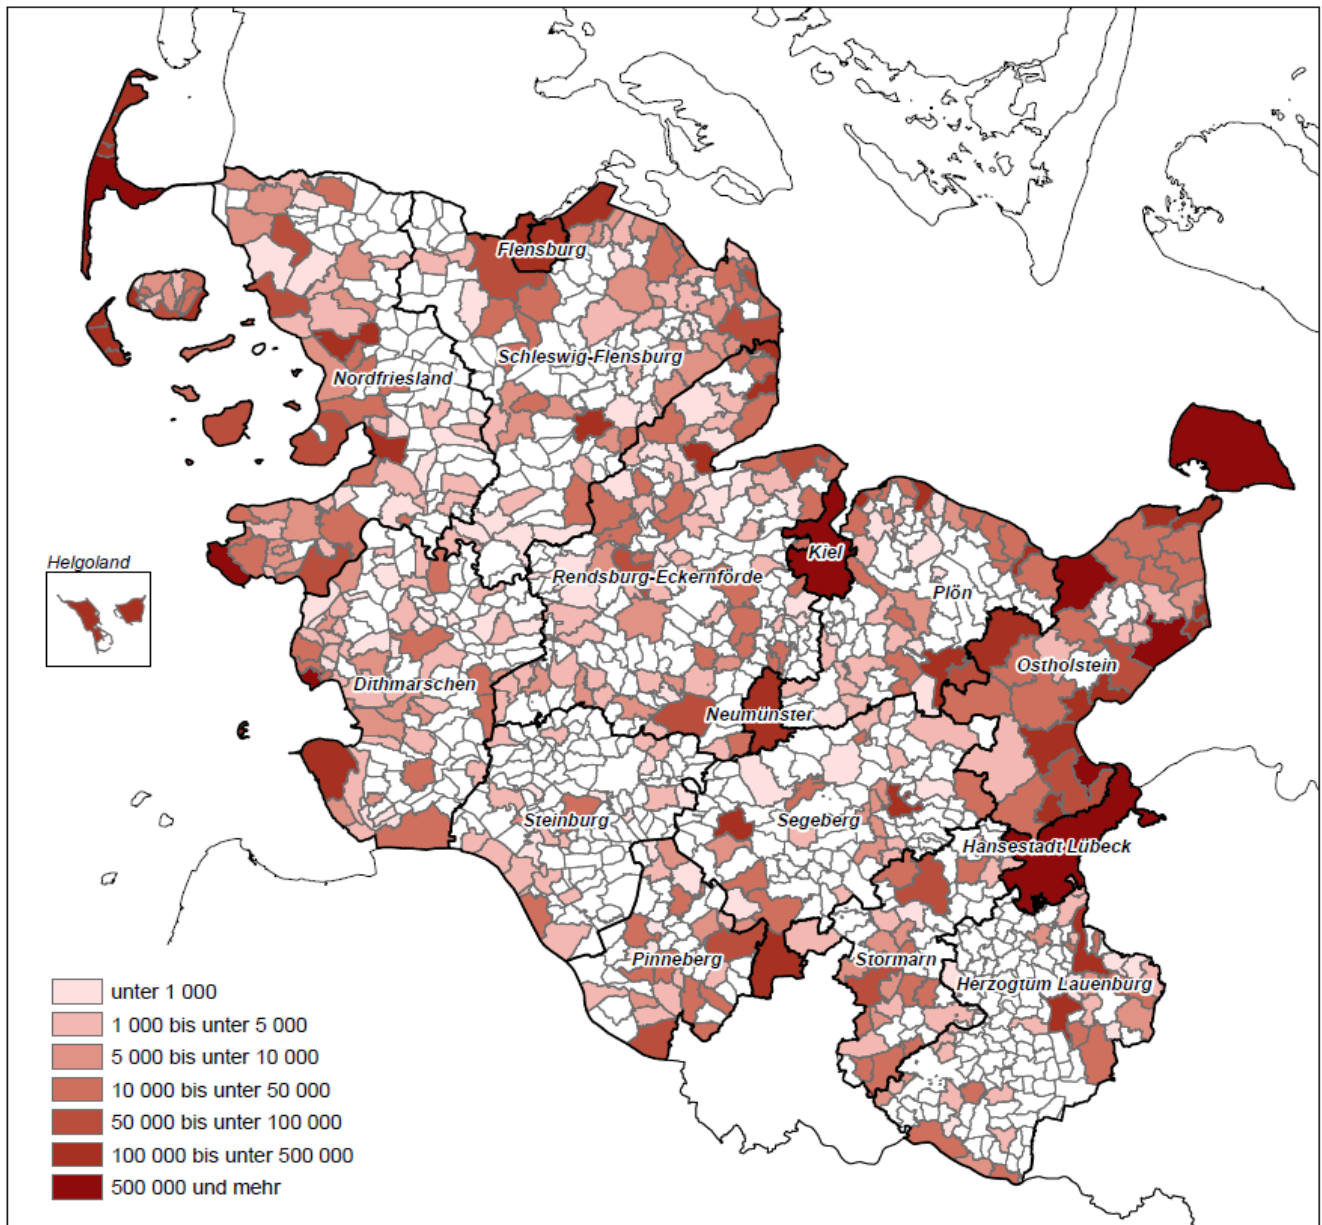 Flensburg
Schleswig-Flensburg
Nordfriesland
Helgoland
Kiel
Rendsburg-Eckernförde
Plön
Ostholstein
Dithmarschen
Neumünster
Steinburg
Segeberg
Hansestadt Lübeck
Pinneberg
Stormarn
Herzogtum Lauenburg
unter 1 000
1 000 bis unter 5 000
5 000 bis unter 10 000
10 000 bis unter 50 000
50 000 bis unter 100 000
100 000 bis unter 500 000
500 000 und mehr